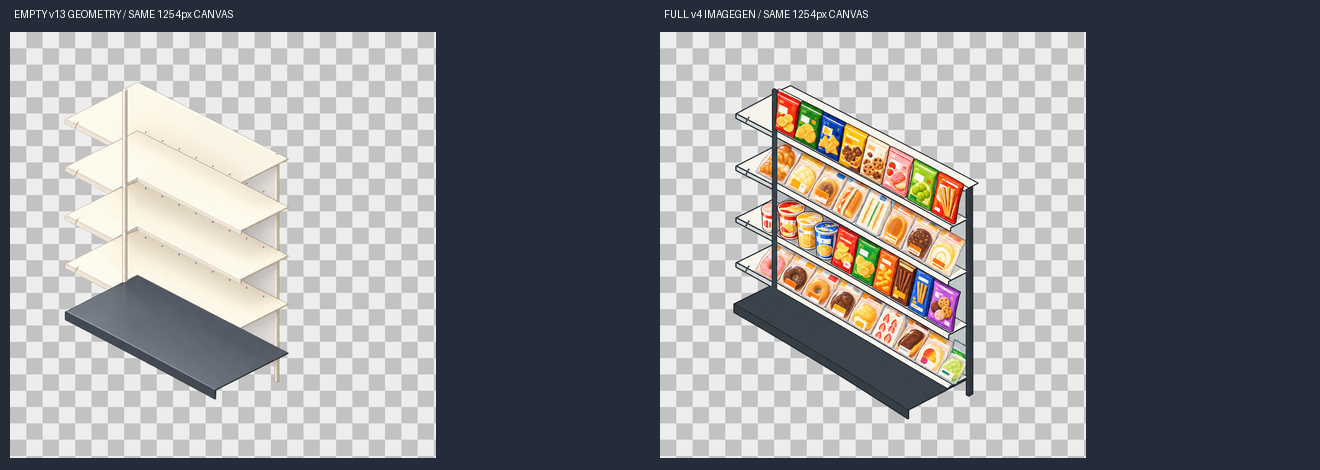 EMPTY v13 GEOMETRY / SAME 1254px CANVAS
FULL v4 IMAGEGEN / SAME 1254px CANVAS